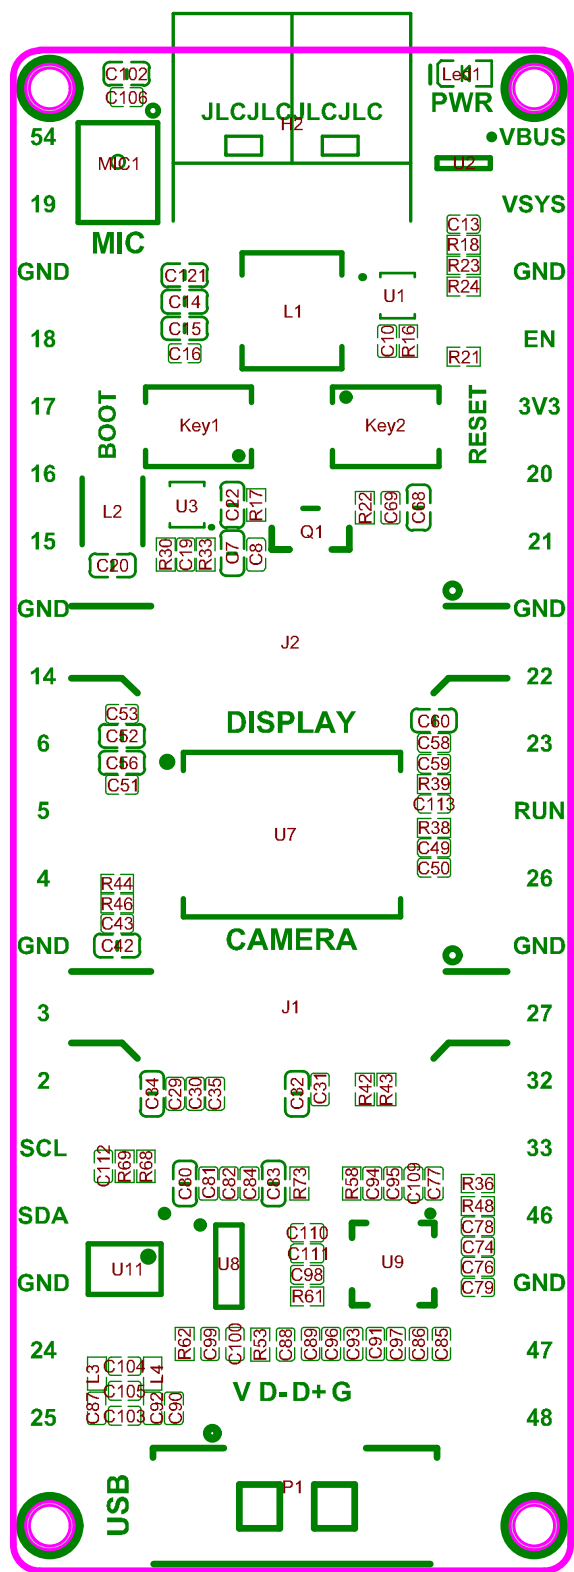 C102
Led1
C106
PWR
JLCJLCJLCJLC
H2
54
VBUS
MIC1
U2
19
VSYS
C13
MIC
R18
GND
C121
R23
GND
U1
R24
C14
L1
C15
18
C10
R16
EN
C16
R21
17
BOOT
Key1
Key2
RESET
3V3
16
20
L2
U3
C22
R17
R22
C69
C68
15
Q1
21
C20
R30
C19
R33
C7
C8
GND
GND
J2
14
22
C53
DISPLAY
C60
6
C52
C58
23
C56
C59
C51
R39
5
C113
RUN
U7
R38
C49
4
R44
C50
26
R46
C43
GND
C42
CAMERA
GND
3
J1
27
2
C34
C29
C30
C35
C32
C31
R42
R43
32
SCL
C112
R69
R68
33
C80
C81
C82
C84
C83
R73
R58
C94
C95
C109
C77
R36
R48
SDA
46
C110
C78
C111
C74
U11
U8
U9
C98
C76
GND
GND
R61
C79
24
R62
C99
C100
R53
C88
C89
C96
C93
C91
C97
C86
C85
47
L3
C104
L4
C105
V D- D+ G
25
C87
C103
C92
C90
48
USB
P1